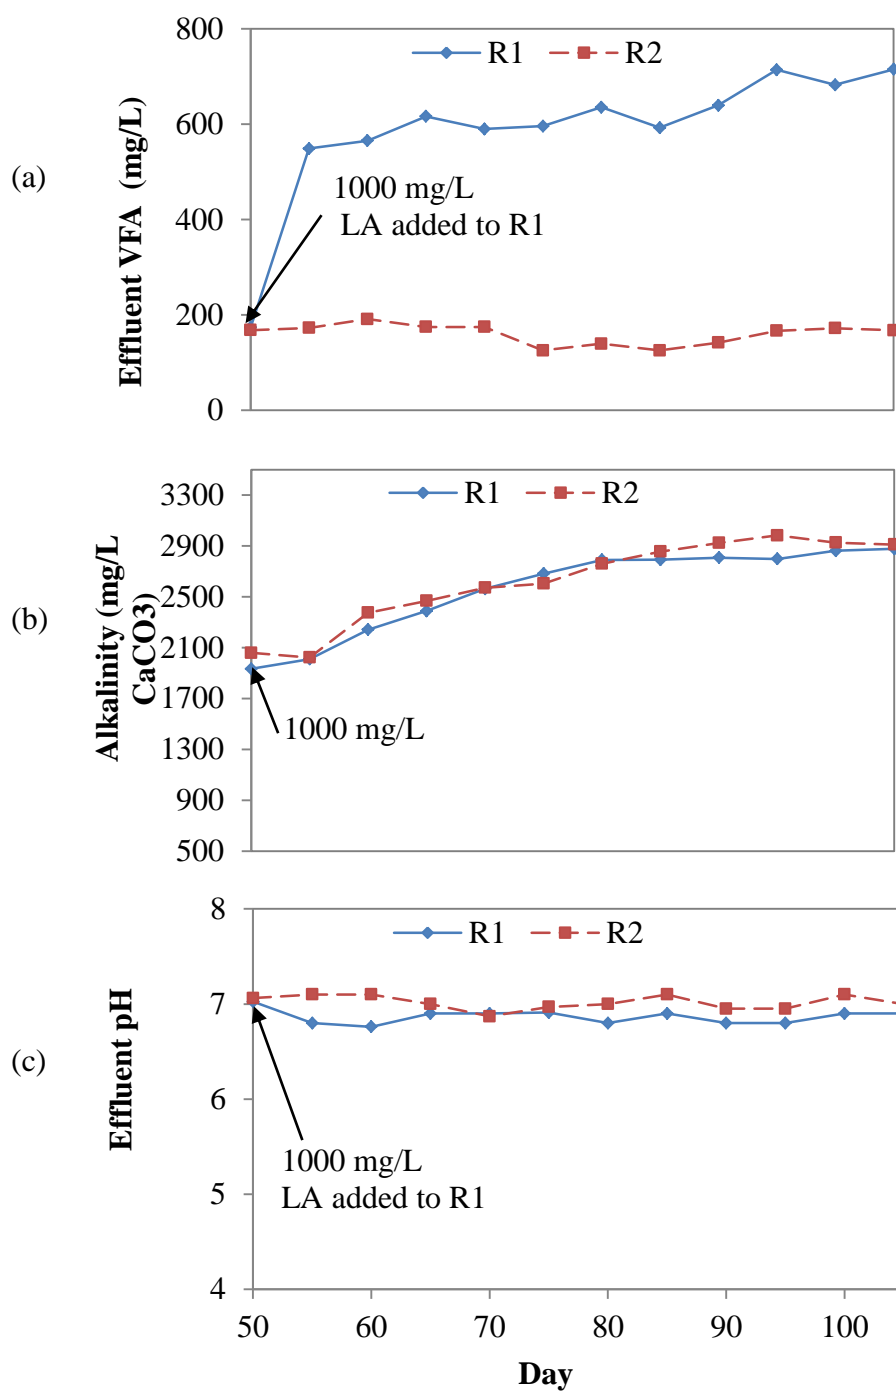 (a)
Effluent VFA (mg/L)
800
600
400
200
0
R1 R2
1000 mg/L
LA added to R1
(b)
Alkalinity (mg/L
CaCO3)
3300
2900
2500
2100
1700
1300
900
500
R1 R2
1000 mg/L
(c)
Effluent pH
8
7
6
5
4
R1 R2
1000 mg/L
LA added to R1
50 60 70 80 90 100
Day